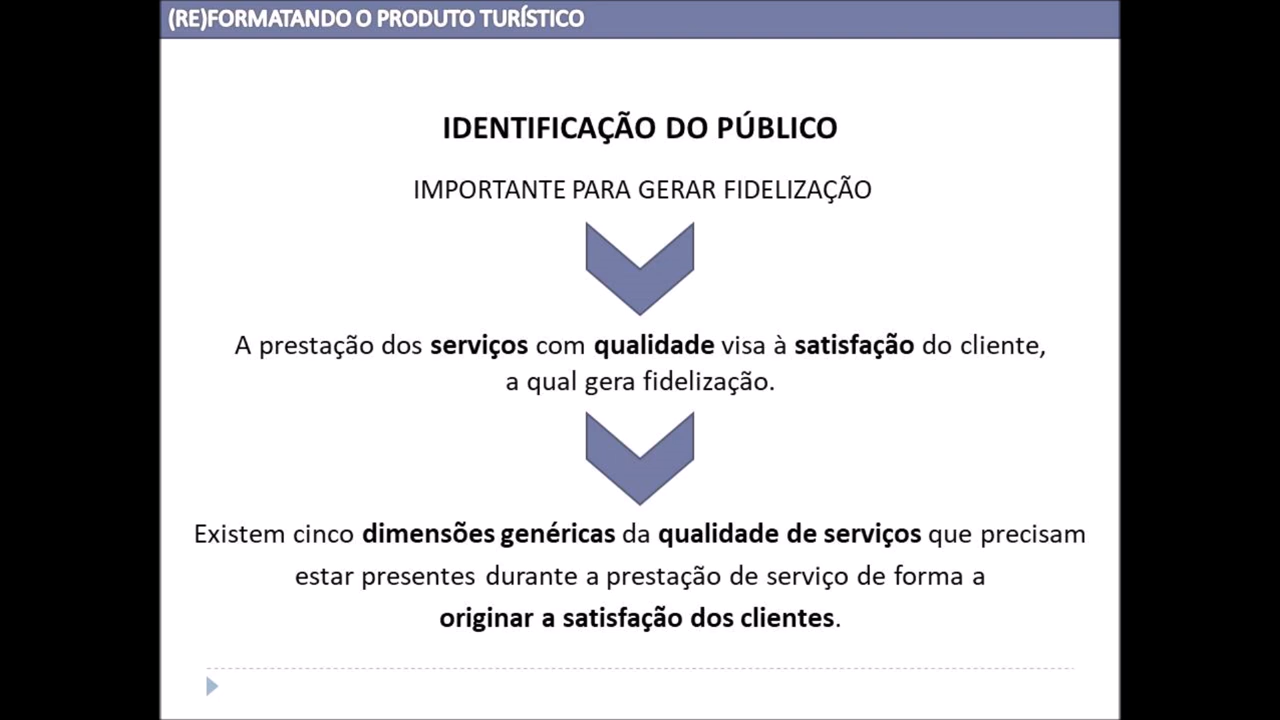 (RE)FORMATANDO O PRODUTO TURÍSTICO
IDENTIFICAÇÃO DO PÚBLICO
IMPORTANTE PARA GERAR FIDELIZAÇÃO
A prestação dos serviços com qualidade visa à satisfação do cliente,
a qual gera fidelização.
Existem cinco dimensões genéricas da qualidade de serviços que precisam
estar presentes durante a prestação de serviço de forma a
originar a satisfação dos clientes.